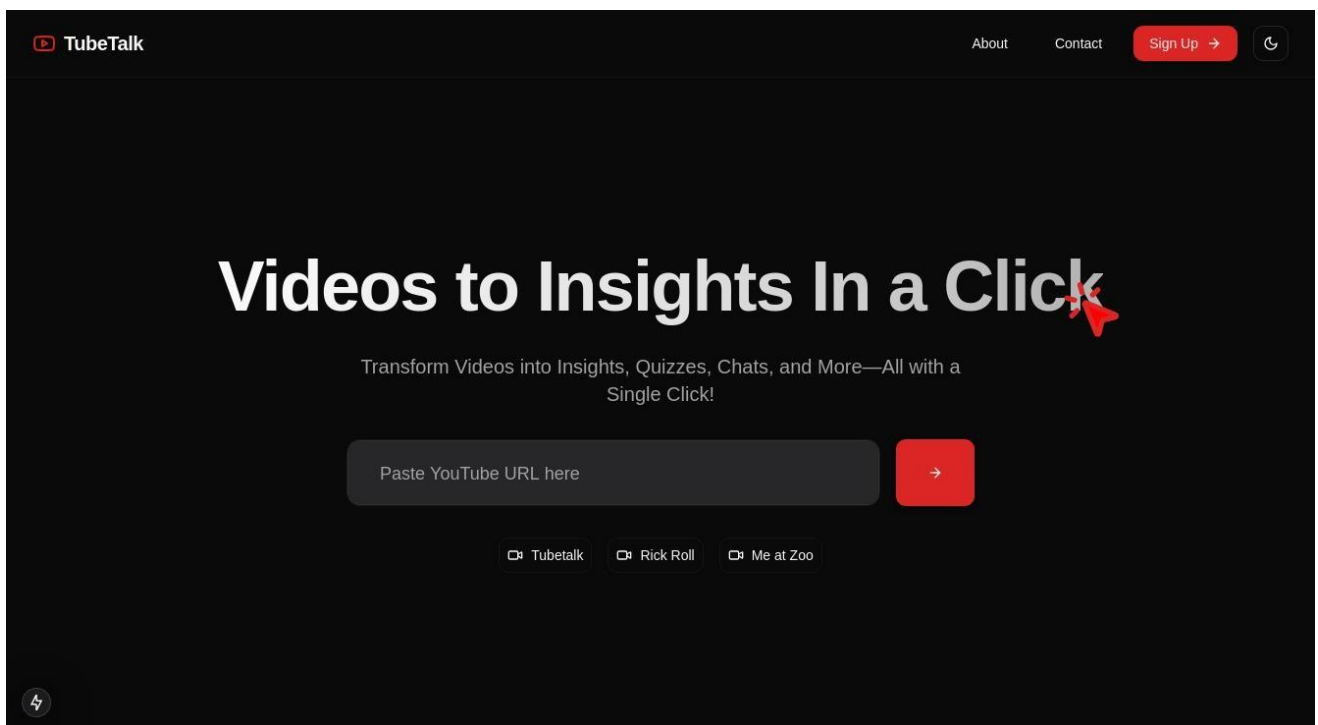 TubeTalk
About
Contact
Sign Up
Videos to Insights In a Click
Transform Videos into Insights, Quizzes, Chats, and More—All with a
Single Click!
Paste YouTube URL here
Tubetalk
Rick Roll
Me at Zoo